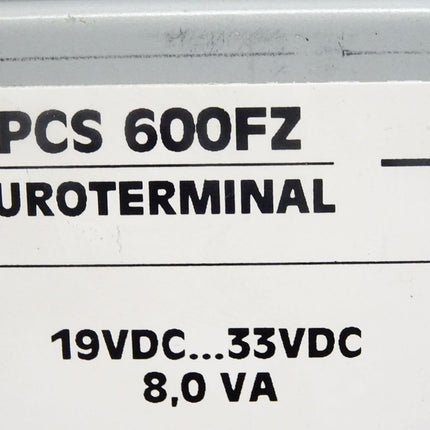 PCS 600FZ
UROTERMINAL
19VDC...33VDC
8,0 VA